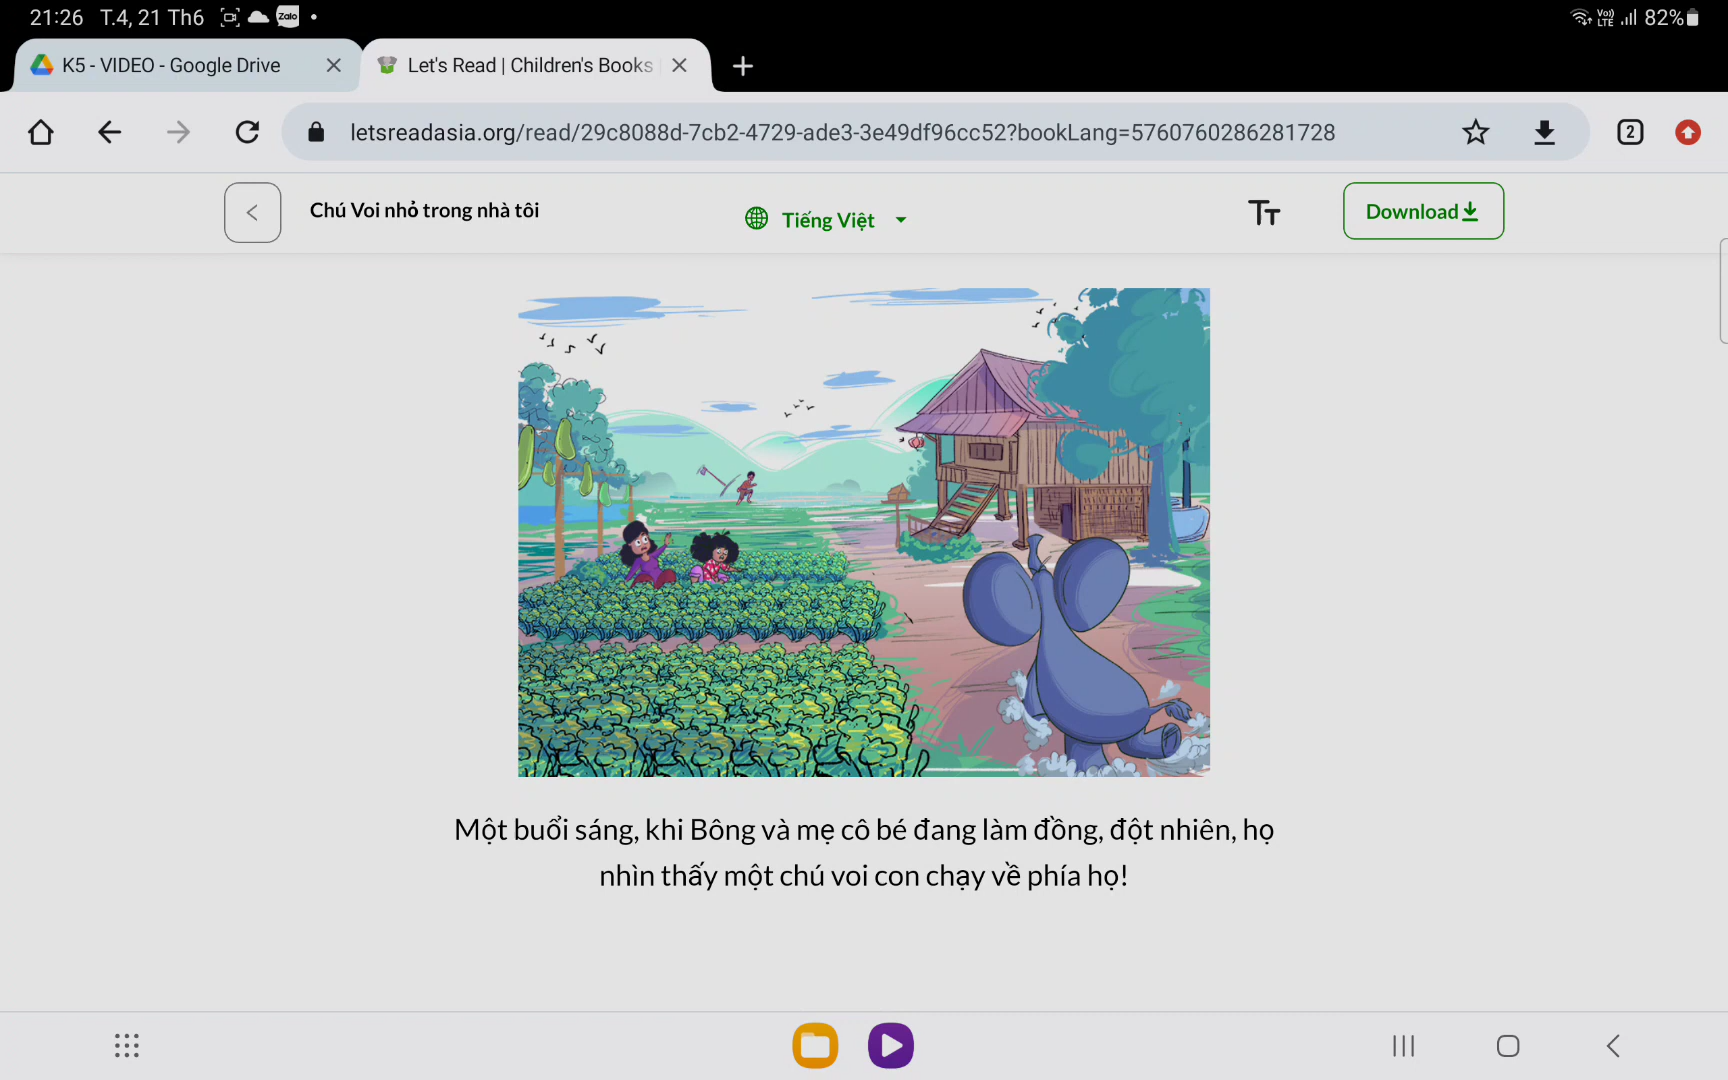 21:26 T.4, 21 Th6 Zalo Vo)) LTE 82%
K5 - VIDEO - Google Drive
Let's Read | Children's Books |
letsreadasia.org/read/29c8088d-7cb2-4729-ade3-3e49df96cc52?bookLang=5760760286281728
2
Chú Voi nhỏ trong nhà tôi
Tiếng Việt
TT
Download
Một buổi sáng, khi Bông và mẹ cô bé đang làm đồng, đột nhiên, họ
nhìn thấy một chú voi con chạy về phía họ!